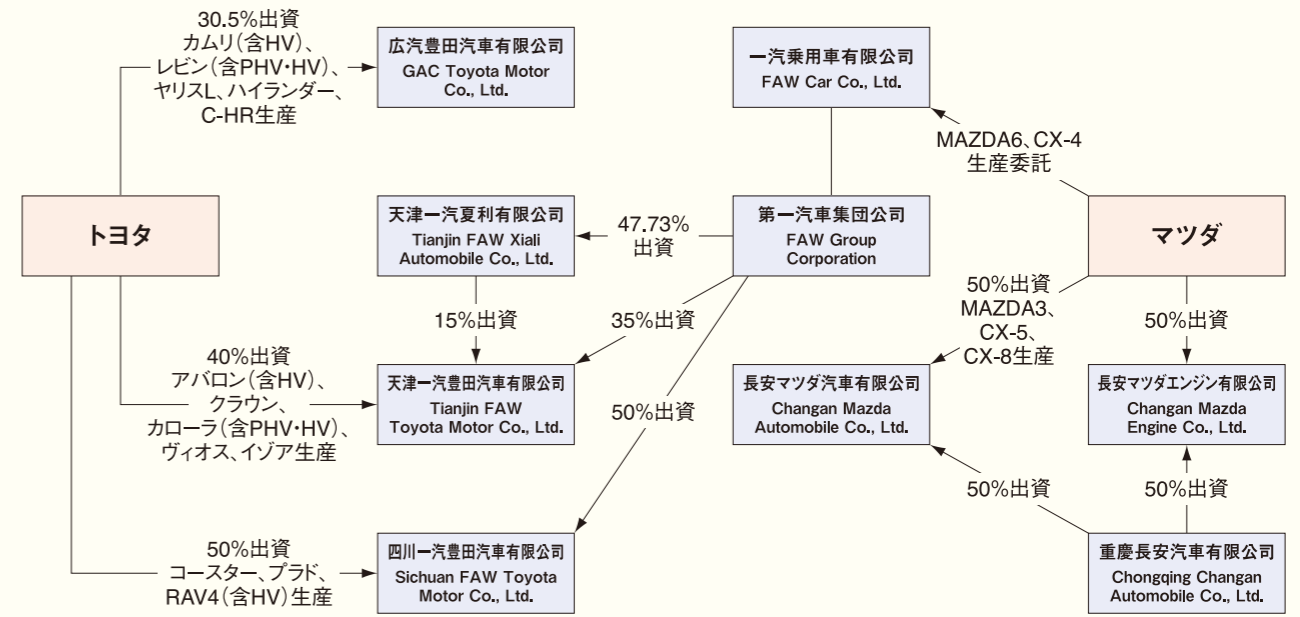 30.5%出資
カムリ（含HV）、
レビン（含PHV・HV）、
ヤリスL、ハイランダー、
C-HR生産
広汽豊田汽車有限公司
GAC Toyota Motor
Co., Ltd.
一汽乗用車有限公司
FAW Car Co., Ltd.
MAZDA6、CX-4
生産委託
トヨタ
天津一汽夏利有限公司
Tianjin FAW Xiali
Automobile Co., Ltd.
47.73%
出資
第一汽車集団公司
FAW Group
Corporation
マツダ
15%出資
35%出資
50%出資
MAZDA3、
CX-5、
CX-8生産
50%出資
40%出資
アバロン（含HV）、
クラウン、
カローラ（含PHV・HV）、
ヴィオス、イゾア生産
天津一汽豊田汽車有限公司
Tianjin FAW
Toyota Motor Co., Ltd.
50%出資
長安マツダ汽車有限公司
Changan Mazda
Automobile Co., Ltd.
長安マツダエンジン有限公司
Changan Mazda
Engine Co., Ltd.
50%出資
50%出資
50%出資
コースター、プラド、
RAV4（含HV）生産
四川一汽豊田汽車有限公司
Sichuan FAW Toyota
Motor Co., Ltd.
重慶長安汽車有限公司
Chongqing Changan
Automobile Co., Ltd.